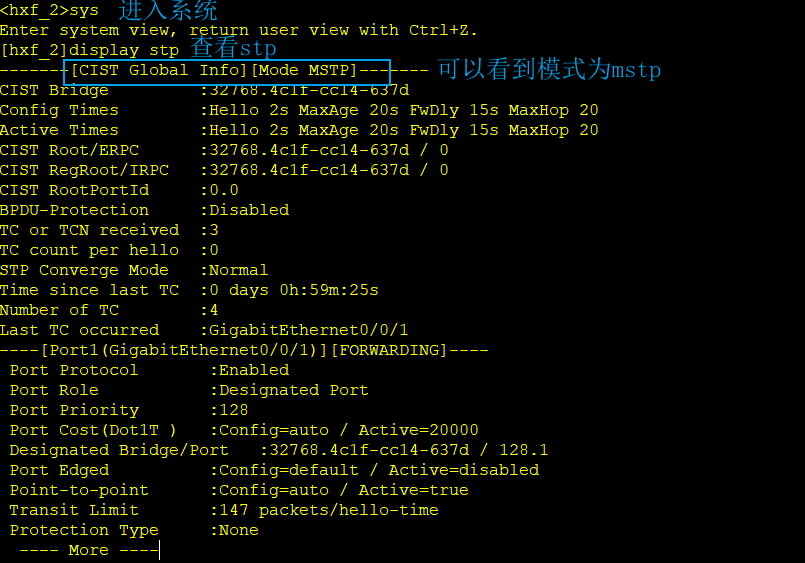 <hxf_2>sys 进入系统
Enter system view, return user view with Ctrl+Z.
[hxf_2]display stp 查看stp
-------[CIST Global Info][Mode MSTP]------- 可以看到模式为mstp
CIST Bridge         :32768.4c1f-cc14-637d
Config Times        :Hello 2s MaxAge 20s FwDly 15s MaxHop 20
Active Times        :Hello 2s MaxAge 20s FwDly 15s MaxHop 20
CIST Root/ERPC      :32768.4c1f-cc14-637d / 0
CIST RegRoot/IRPC   :32768.4c1f-cc14-637d / 0
CIST RootPortId     :0.0
BPDU-Protection     :Disabled
TC or TCN received  :3
TC count per hello  :0
STP Converge Mode   :Normal
Time since last TC  :0 days 0h:59m:25s
Number of TC        :4
Last TC occurred    :GigabitEthernet0/0/1
----[Port1(GigabitEthernet0/0/1)][FORWARDING]----
 Port Protocol       :Enabled
 Port Role           :Designated Port
 Port Priority       :128
 Port Cost(Dot1T )   :Config=auto / Active=20000
 Designated Bridge/Port   :32768.4c1f-cc14-637d / 128.1
 Port Edged          :Config=default / Active=disabled
 Point-to-point      :Config=auto / Active=true
 Transit Limit       :147 packets/hello-time
 Protection Type     :None
  ---- More ----